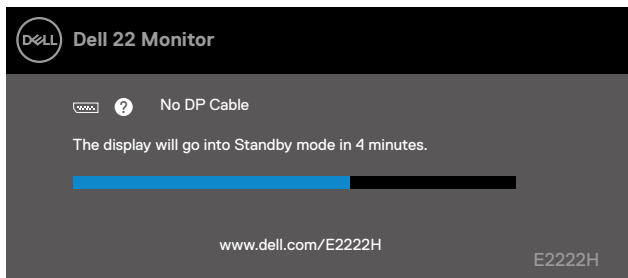 DELL Dell 22 Monitor
? No DP Cable
The display will go into Standby mode in 4 minutes.
www.dell.com/E2222H
E2222H